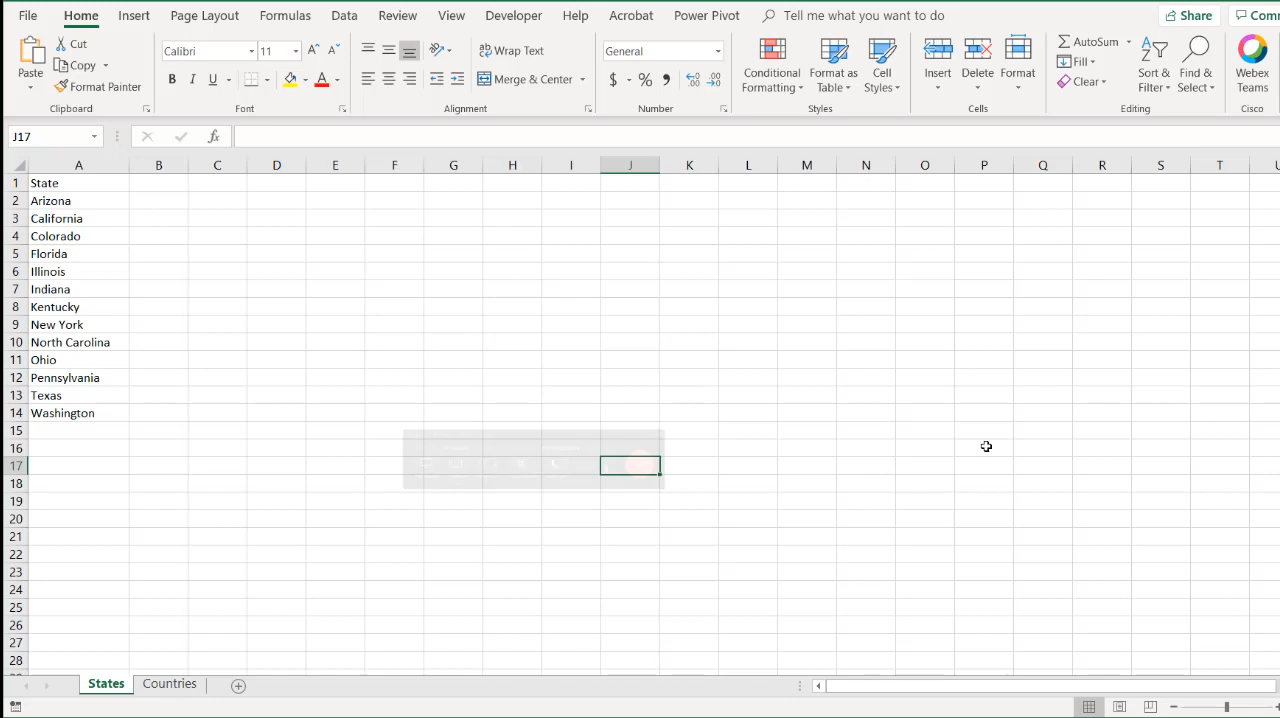 File Home Insert Page Layout Formulas Data Review View Developer Help Acrobat Power Pivot Tell me what you want to do Share Com
Paste Cut Copy Format Painter
Calibri 11 B I U A
Wrap Text Merge & Center
General $ % ,
Conditional Formatting Format as Table Cell Styles
Insert Delete Format
AutoSum Fill Clear Sort & Filter Find & Select
Webex Teams
Clipboard Font Alignment Number Styles Cells Editing Cisco
J17 fx
A B C D E F G H I J K L M N O P Q R S T U
1 State
2 Arizona
3 California
4 Colorado
5 Florida
6 Illinois
7 Indiana
8 Kentucky
9 New York
10 North Carolina
11 Ohio
12 Pennsylvania
13 Texas
14 Washington
15
16
17
18
19
20
21
22
23
24
25
26
27
28
States Countries